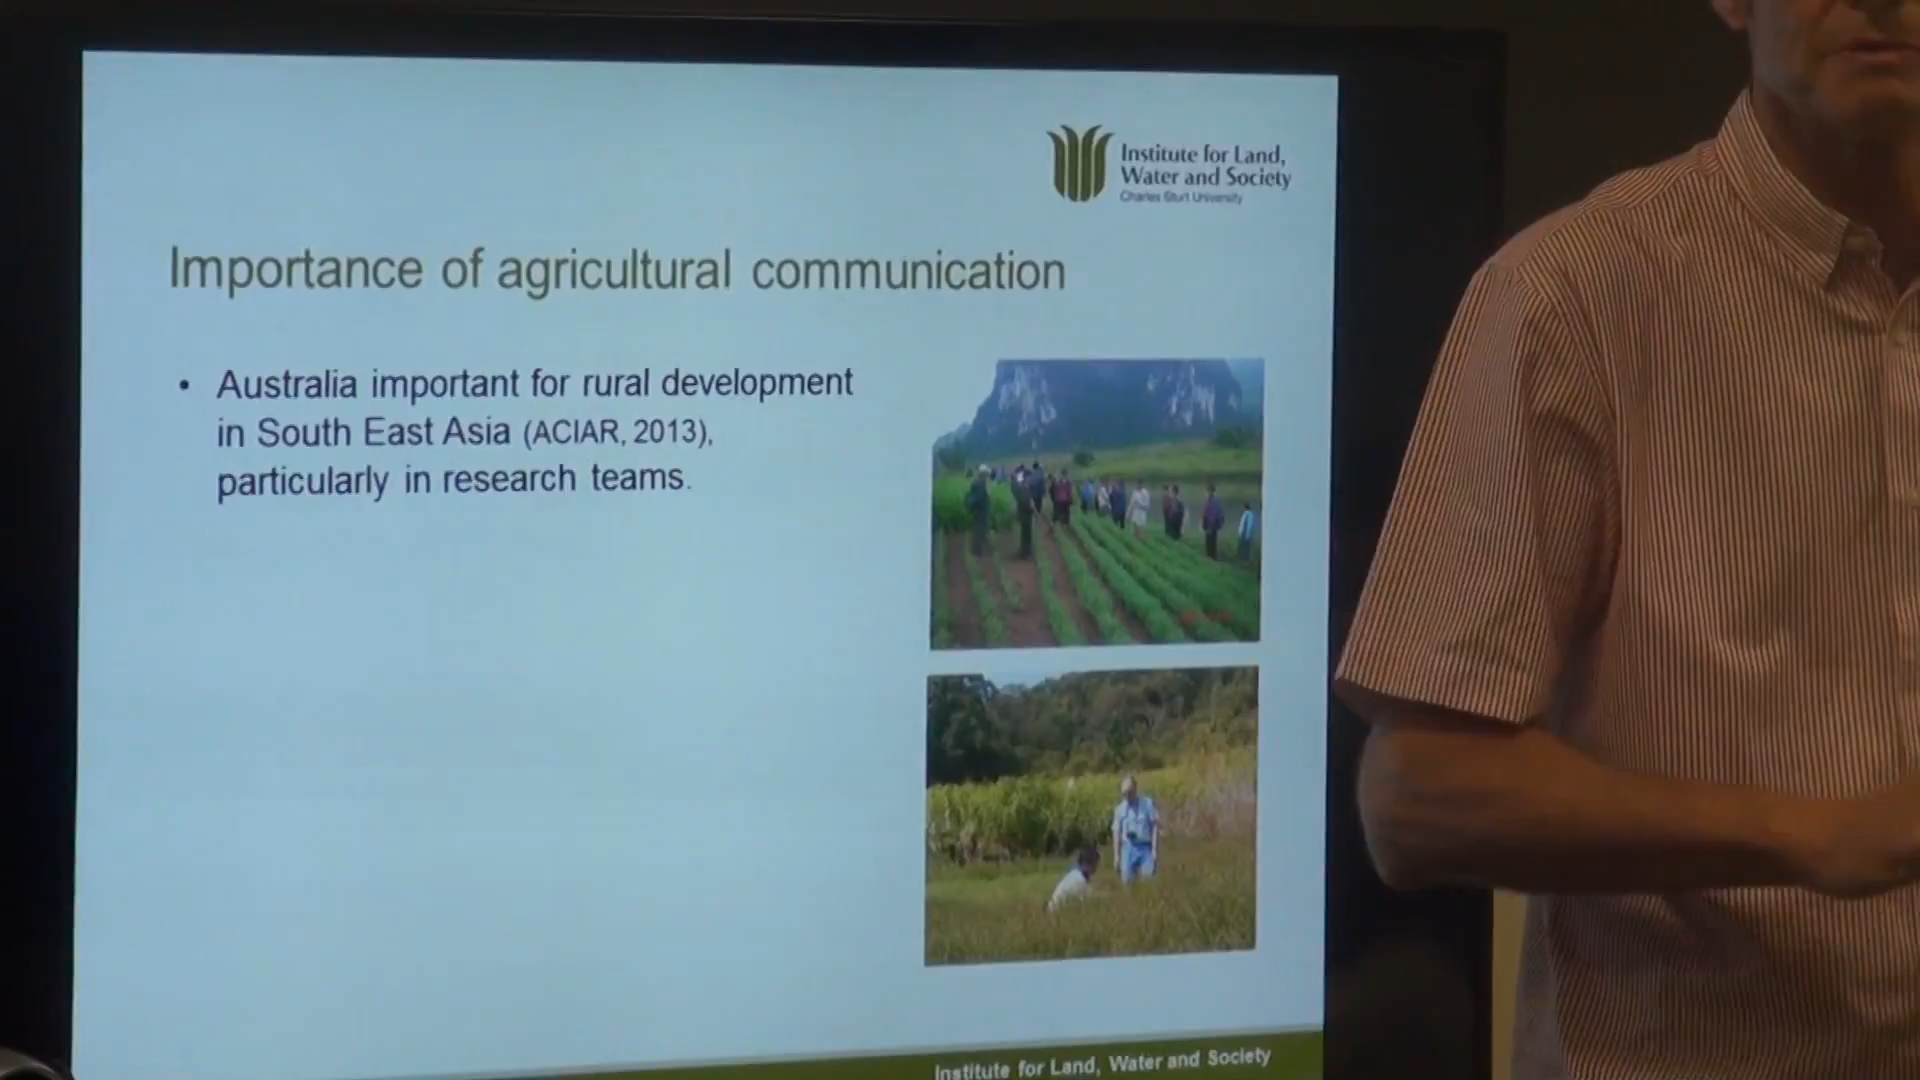 Institute for Land,
Water and Society
Charles Sturt University
Importance of agricultural communication
• Australia important for rural development
in South East Asia (ACIAR, 2013),
particularly in research teams.
Institute for Land, Water and Society